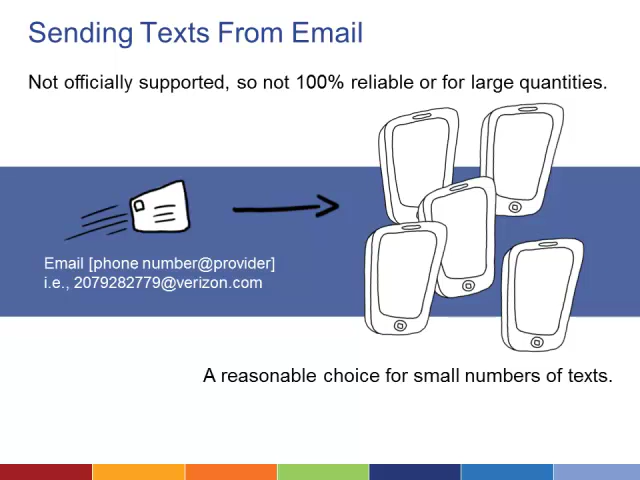 Sending Texts From Email
Not officially supported, so not 100% reliable or for large quantities.
Email [phone number@provider]
i.e., 2079282779@verizon.com
A reasonable choice for small numbers of texts.